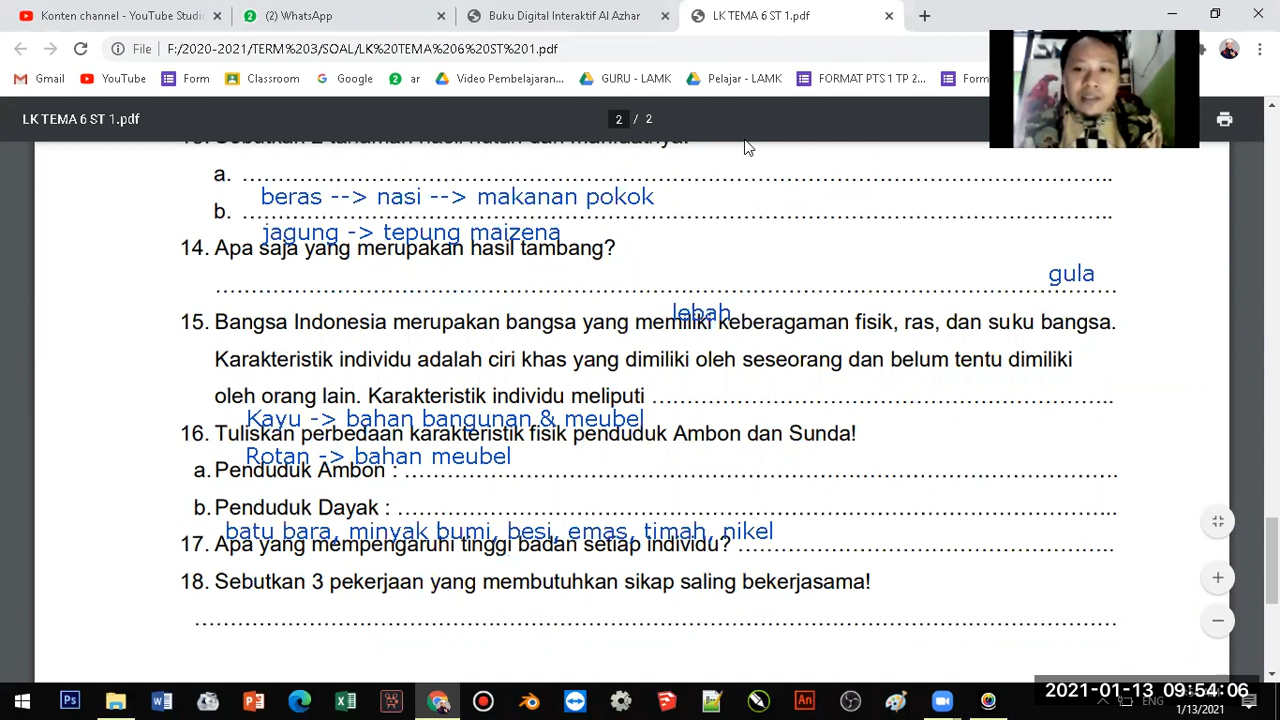 Konten channel - YouTube Studio
(2) WhatsApp
Buku Digital Interaktif Al Azhar
LK TEMA 6 ST 1.pdf
File F:/2020-2021/TERM%203/SOAL/LK%20TEMA%206%20ST%201.pdf
Gmail YouTube Form Classroom Google 2 ar Video Pembelajaran... GURU - LAMK Pelajar - LAMK FORMAT PTS 1 TP 2... Form
LK TEMA 6 ST 1.pdf 2 / 2
a. ……………………………………………………………………………………..
beras --> nasi --> makanan pokok
b. ……………………………………………………………………………………..
jagung -> tepung maizena
14. Apa saja yang merupakan hasil tambang?
gula
…………………………………………………………………………………………
lebah
15. Bangsa Indonesia merupakan bangsa yang memiliki keberagaman fisik, ras, dan suku bangsa.
Karakteristik individu adalah ciri khas yang dimiliki oleh seseorang dan belum tentu dimiliki
oleh orang lain. Karakteristik individu meliputi ……………………………………………..
Kayu -> bahan bangunan & meubel
16. Tuliskan perbedaan karakteristik fisik penduduk Ambon dan Sunda!
Rotan -> bahan meubel
a. Penduduk Ambon : ………………………………………………………………………
b. Penduduk Dayak : ………………………………………………………………………
batu bara, minyak bumi, besi, emas, timah, nikel
17. Apa yang mempengaruhi tinggi badan setiap individu? ……………………………………..
18. Sebutkan 3 pekerjaan yang membutuhkan sikap saling bekerjasama!
……………………………………………………………………………………………
2021-01-13 09:54:06
ENG
1/13/2021